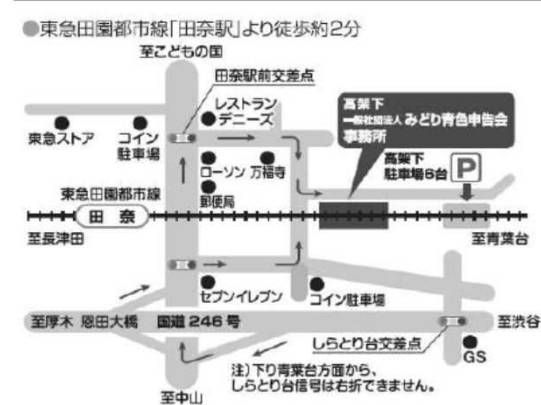 ●東急田園都市線「田奈駅」より徒歩約2分
至こどもの国
田奈駅前交差点
レストラン
デニーズ
高架下
一般社団法人 みどり青色申告会
事務所
東急ストア
コイン
駐車場
高架下
駐車場6台
P
ローソン 万福寺
郵便局
東急田園都市線
田奈
至長津田
至青葉台
セブンイレブン
コイン駐車場
至厚木 恩田大橋 国道246号
至渋谷
しらとり台交差点
GS
注)下り青葉台方面から、
しらとり台信号は右折できません。
至中山